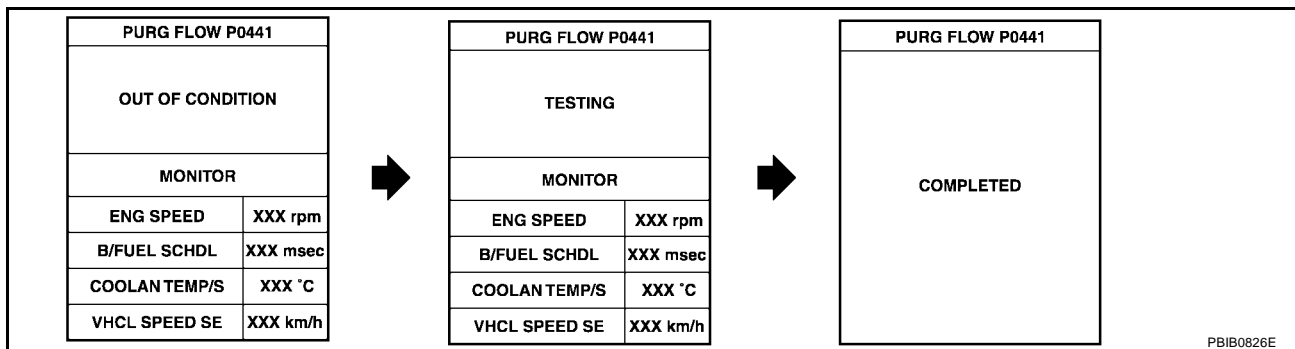 PURG FLOW P0441
OUT OF CONDITION
MONITOR
ENG SPEED XXX rpm
B/FUEL SCHDL XXX msec
COOLAN TEMP/S XXX °C
VHCL SPEED SE XXX km/h
PURG FLOW P0441
TESTING
MONITOR
ENG SPEED XXX rpm
B/FUEL SCHDL XXX msec
COOLAN TEMP/S XXX °C
VHCL SPEED SE XXX km/h
PURG FLOW P0441
COMPLETED
PBIB0826E